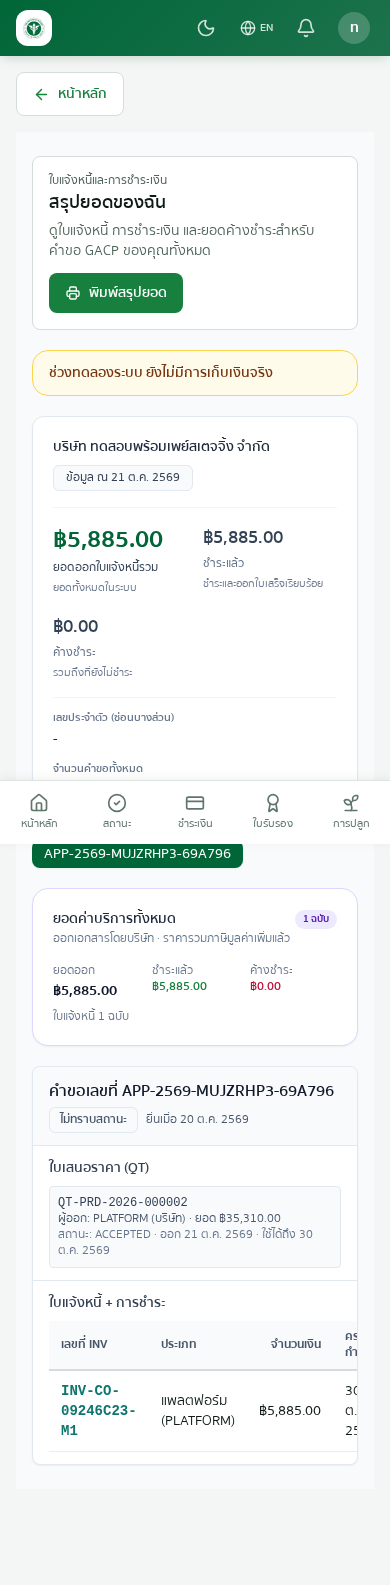 EN
ก
หน้าหลัก
ใบแจ้งหนี้และการชำระเงิน
สรุปยอดของฉัน
ดูใบแจ้งหนี้ การชำระเงิน และยอดค้างชำระสำหรับ
คำขอ GACP ของคุณทั้งหมด
พิมพ์สรุปยอด
ช่วงทดลองระบบ ยังไม่มีการเก็บเงินจริง
บริษัท ทดสอบพร้อมเพย์สเตจจิ้ง จำกัด
ข้อมูล ณ 21 ต.ค. 2569
฿5,885.00
ยอดออกใบแจ้งหนี้รวม
ยอดทั้งหมดในระบบ
฿5,885.00
ชำระแล้ว
ชำระและออกใบเสร็จเรียบร้อย
฿0.00
ค้างชำระ
รวมถึงที่ยังไม่ชำระ
เลขประจำตัว (ซ่อนบางส่วน)
-
จำนวนคำขอทั้งหมด
หน้าหลัก
สถานะ
ชำระเงิน
ใบรับรอง
การปลูก
APP-2569-MUJZRHP3-69A796
ยอดค่าบริการทั้งหมด
1 ฉบับ
ออกเอกสารโดยบริษัท · ราคารวมภาษีมูลค่าเพิ่มแล้ว
ยอดออก
฿5,885.00
ชำระแล้ว
฿5,885.00
ค้างชำระ
฿0.00
ใบแจ้งหนี้ 1 ฉบับ
คำขอเลขที่ APP-2569-MUJZRHP3-69A796
ไม่ทราบสถานะ
ยื่นเมื่อ 20 ต.ค. 2569
ใบเสนอราคา (QT)
QT-PRD-2026-000002
ผู้ออก: PLATFORM (บริษัท) · ยอด ฿35,310.00
สถานะ: ACCEPTED · ออก 21 ต.ค. 2569 · ใช้ได้ถึง 30
ต.ค. 2569
ใบแจ้งหนี้ + การชำระ
เลขที่ INV
ประเภท
จำนวนเงิน
INV-CO-
09246C23-
M1
แพลตฟอร์ม
(PLATFORM)
฿5,885.00